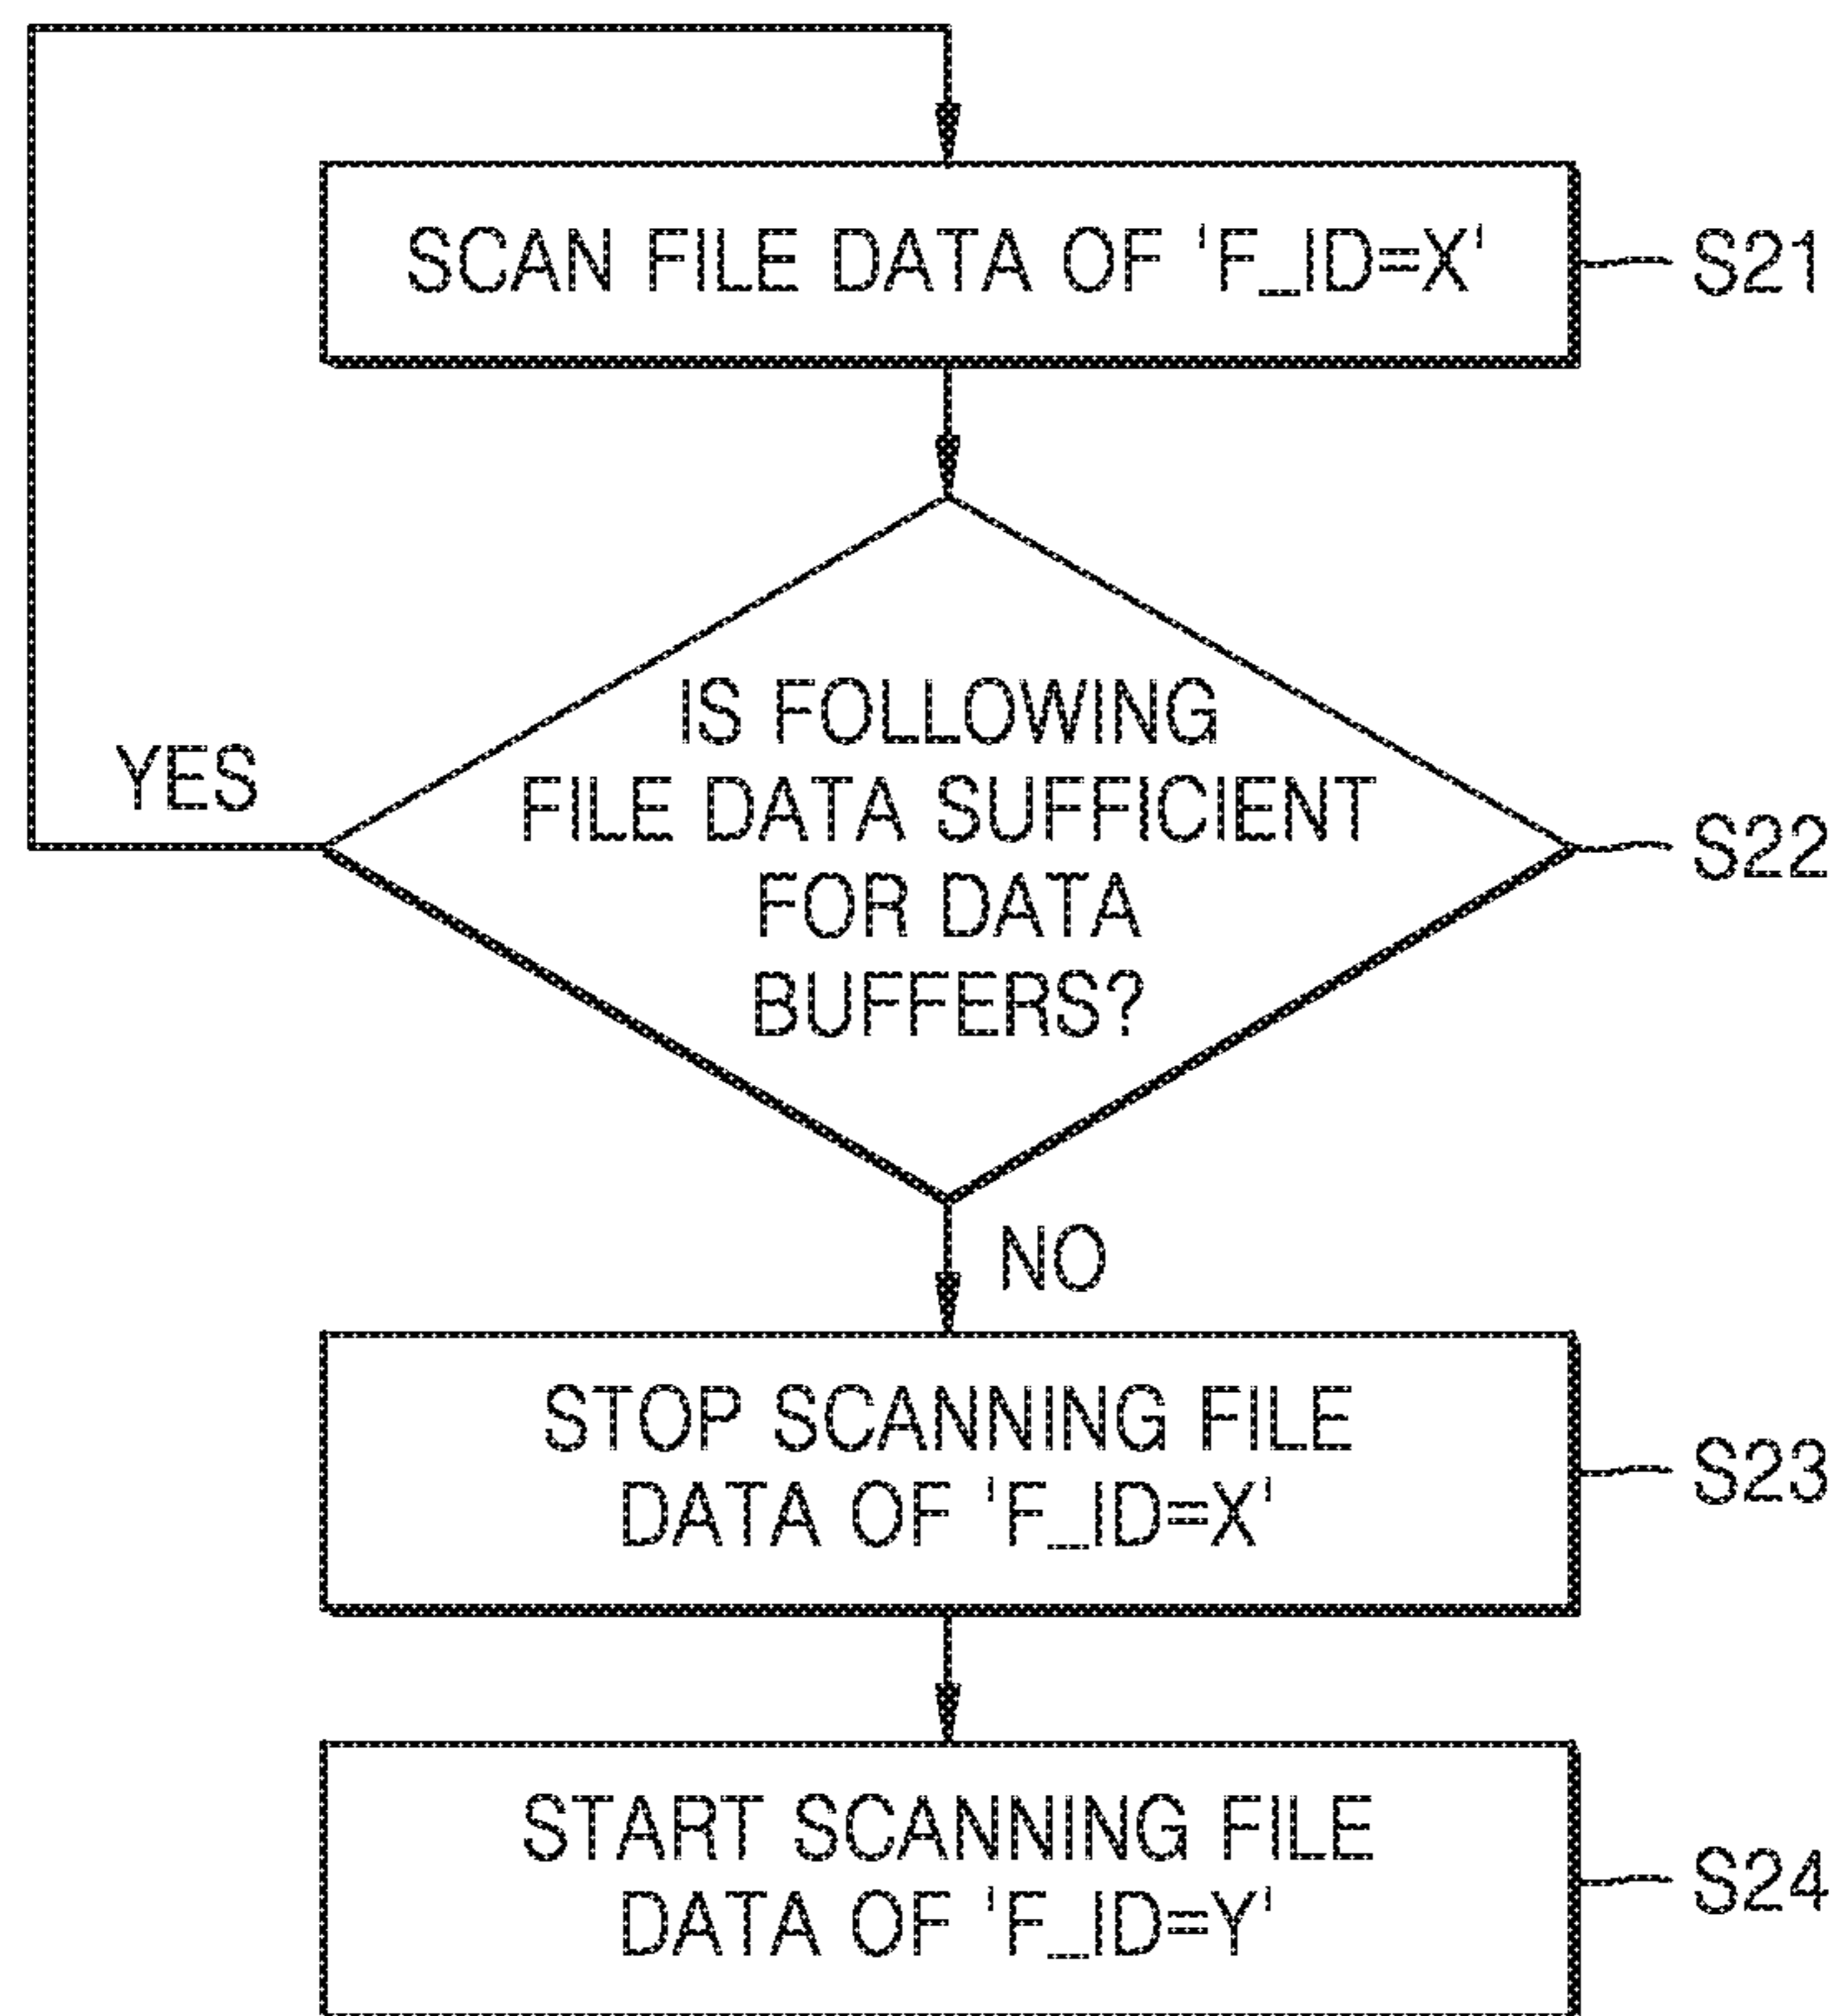 SCAN FILE DATA OF 'F_ID=X'
S21
IS FOLLOWING
FILE DATA SUFFICIENT
FOR DATA
BUFFERS?
YES
S22
NO
STOP SCANNING FILE
DATA OF 'F_ID=X'
S23
START SCANNING FILE
DATA OF 'F_ID=Y'
S24